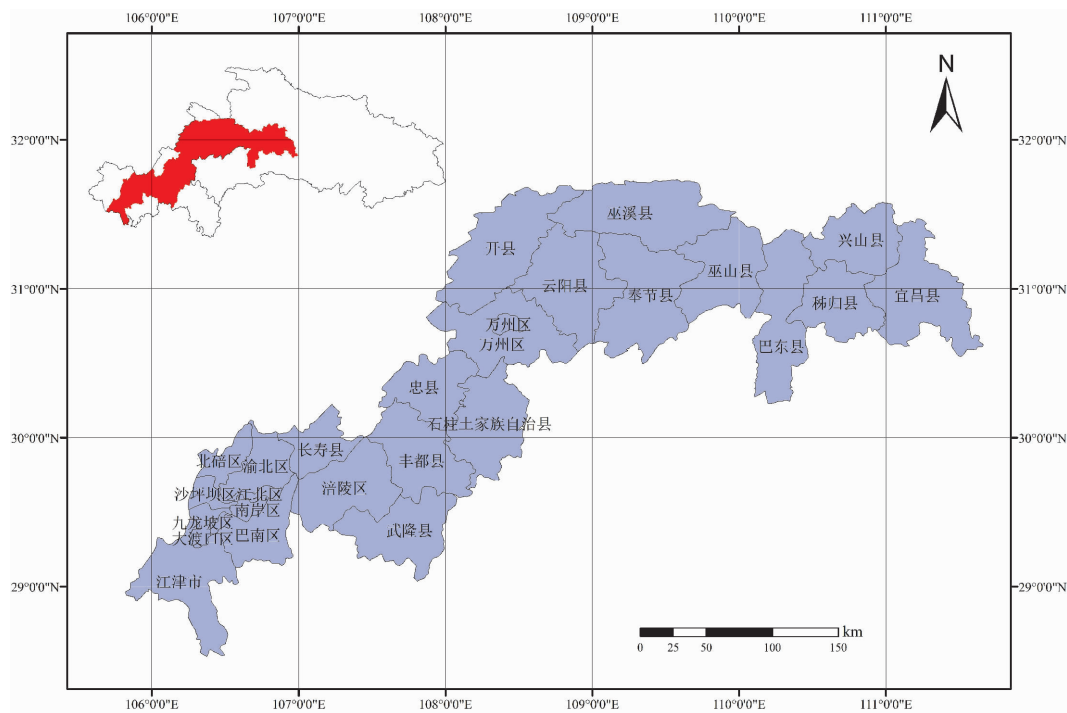 106°0'0"E
107°0'0"E
108°0'0"E
109°0'0"E
110°0'0"E
111°0'0"E
N
32°0'0"N
32°0'0"N
巫溪县
开县
兴山县
巫山县
云阳县
31°0'0"N
奉节县
宜昌县
31°0'0"N
秭归县
万州区
万州区
巴东县
忠县
石柱土家族自治县
30°0'0"N
30°0'0"N
长寿县
北碚区
渝北区
丰都县
涪陵区
沙坪坝区
江北区
南岸区
九龙坡区
武隆县
大渡口区
巴南区
29°0'0"N
江津市
29°0'0"N
km
0 25 50 100 150
106°0'0"E
107°0'0"E
108°0'0"E
109°0'0"E
110°0'0"E
111°0'0"E